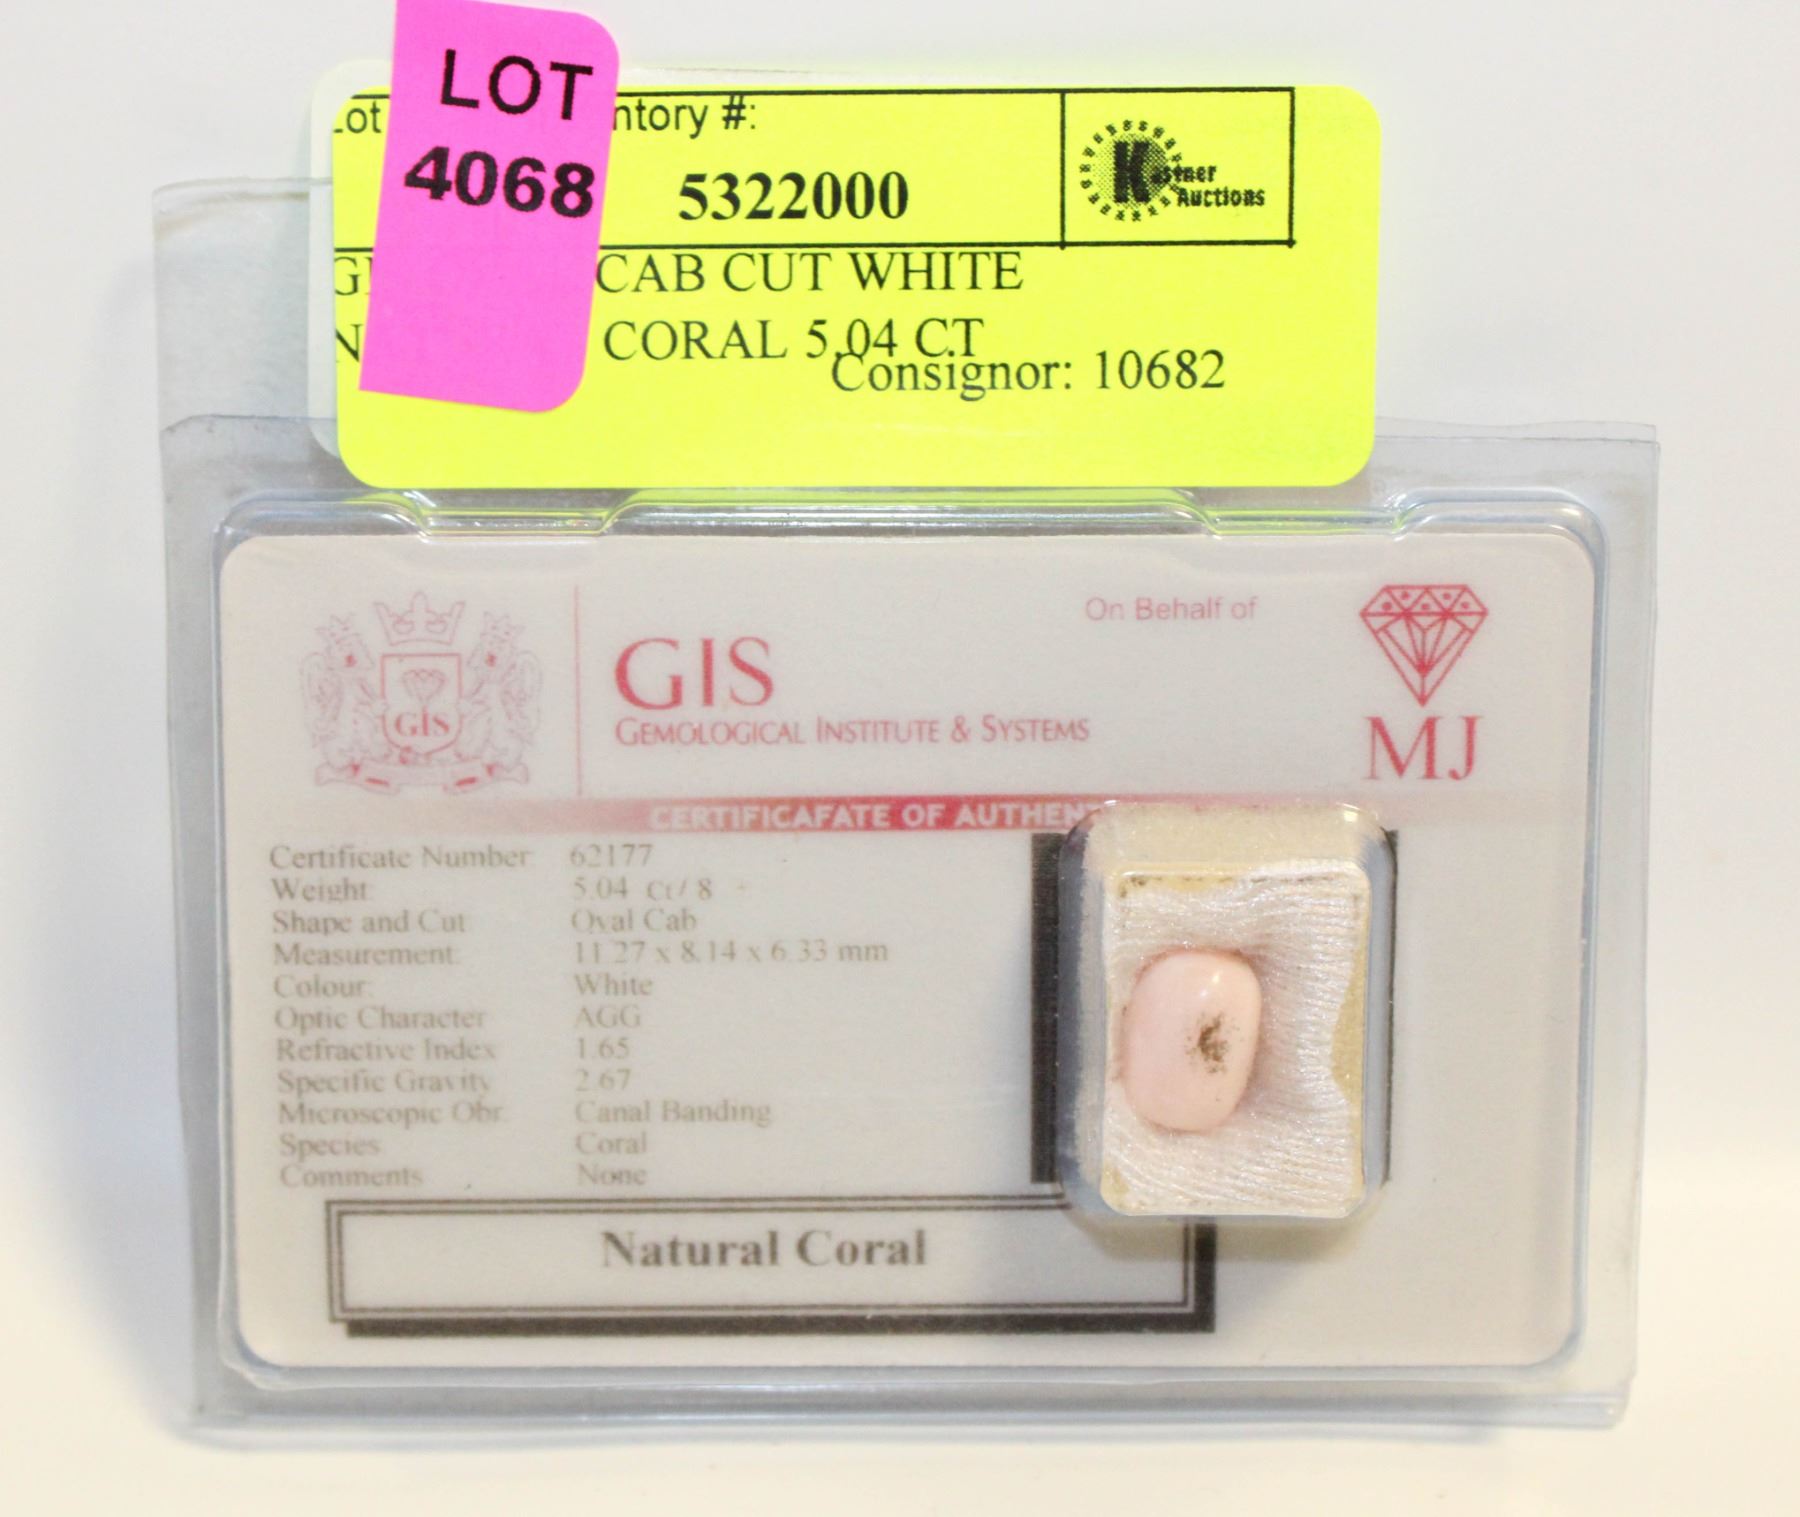 LOT
4068
Lot ntory #:
5322000
Kastner
Auctions
CAB CUT WHITE
CORAL 5.04 CT
Consignor: 10682
GIS
GIS
GEMOLOGICAL INSTITUTE & SYSTEMS
On Behalf of
MJ
CERTIFICAFATE OF AUTHENT
Certificate Number 62177
Weight: 5.04 Ct/ 8 +
Shape and Cut Oval Cab
Measurement: 11.27 x 8.14 x 6.33 mm
Colour: White
Optic Character AGG
Refractive Index 1.65
Specific Gravity 2.67
Microscopic Obr. Canal Banding
Species Coral
Comments None
Natural Coral